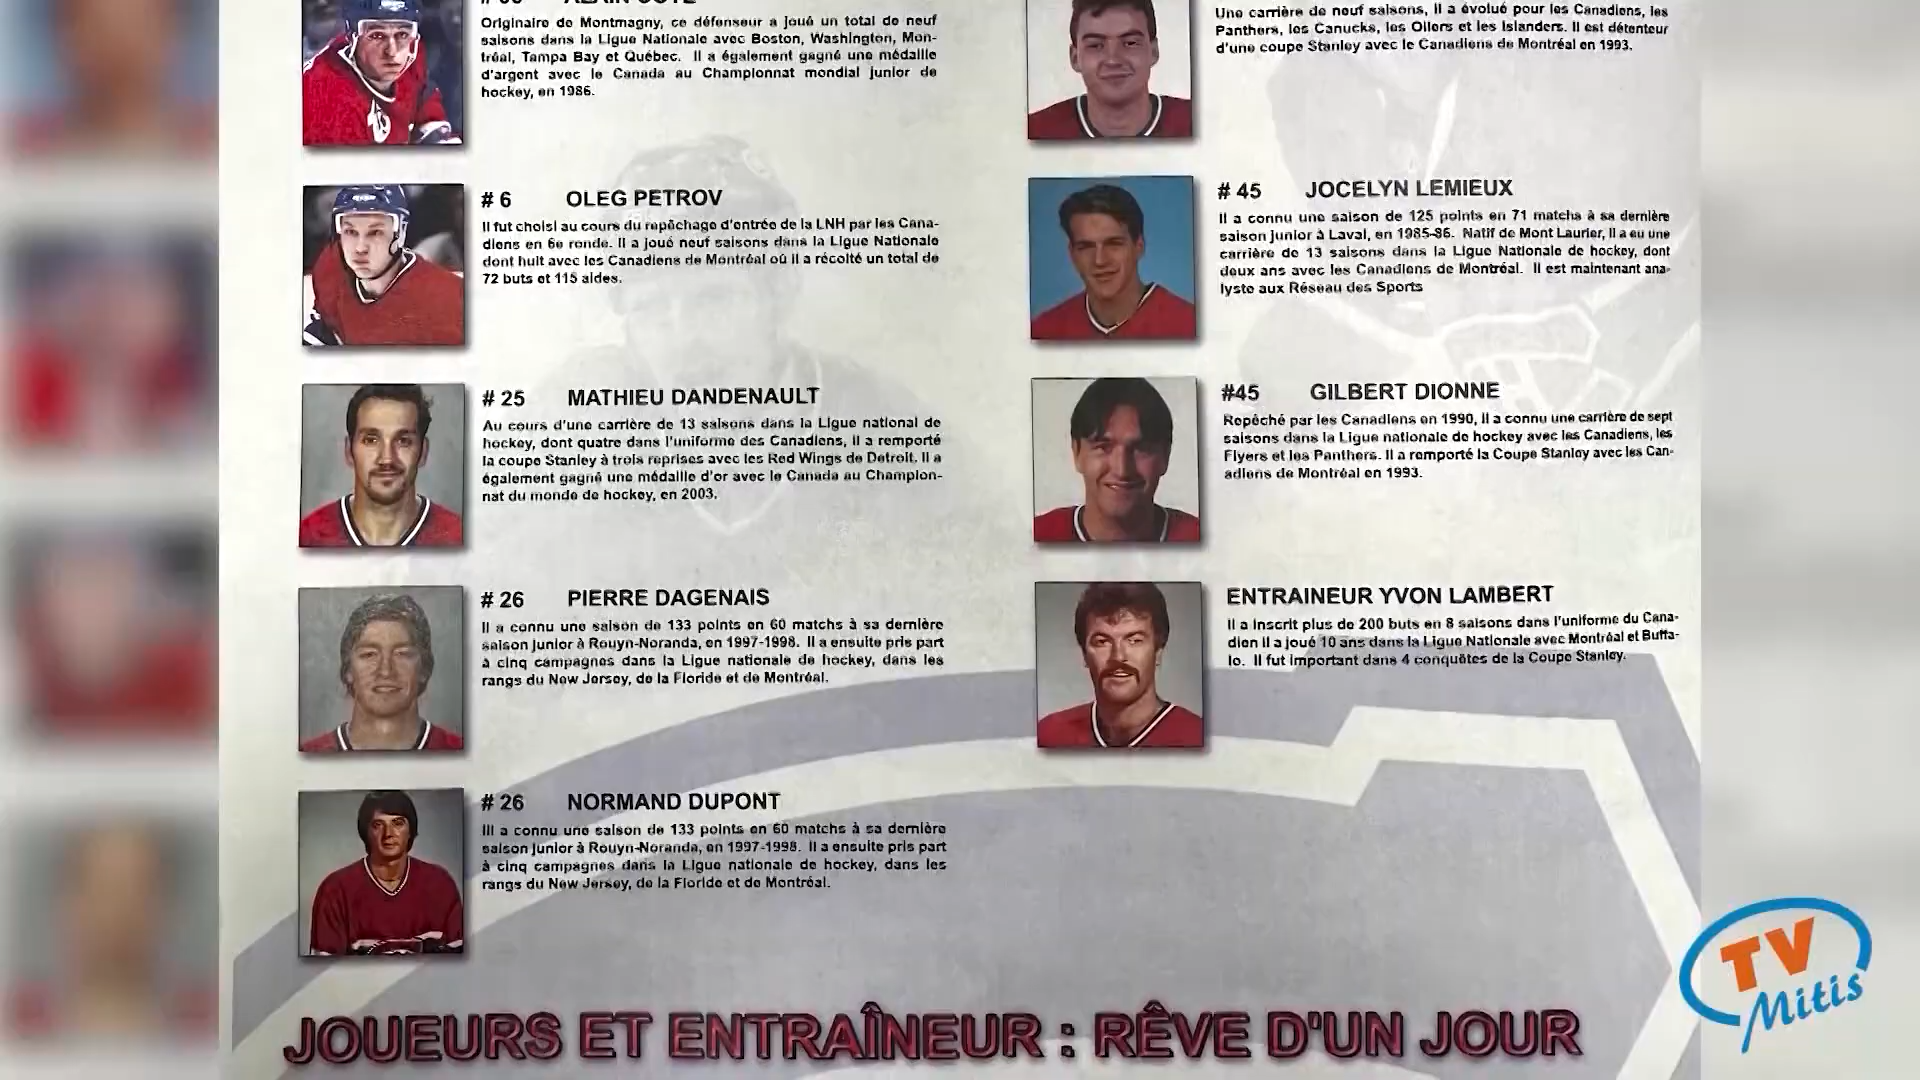 ALAIN COTE
Originaire de Montmagny, ce défenseur a joué un total de neuf
saisons dans la Ligue Nationale avec Boston, Washington, Mon-
tréal, Tampa Bay et Québec. Il a également gagné une médaille
d'argent avec le Canada au Championnat mondial junior de
hockey, en 1986.
# 6 OLEG PETROV
Il fut choisi au cours du repêchage d'entrée de la LNH par les Cana-
diens en 6e ronde. Il a joué neuf saisons dans la Ligue Nationale
dont huit avec les Canadiens de Montréal où il a récolté un total de
72 buts et 115 aides.
# 25 MATHIEU DANDENAULT
Au cours d'une carrière de 13 saisons dans la Ligue national de
hockey, dont quatre dans l'uniforme des Canadiens, il a remporté
la coupe Stanley à trois reprises avec les Red Wings de Detroit. Il a
également gagné une médaille d'or avec le Canada au Champion-
nat du monde de hockey, en 2003.
# 26 PIERRE DAGENAIS
Il a connu une saison de 133 points en 60 matchs à sa dernière
saison junior à Rouyn-Noranda, en 1997-1998. Il a ensuite pris part
à cinq campagnes dans la Ligue nationale de hockey, dans les
rangs du New Jersey, de la Floride et de Montréal.
# 26 NORMAND DUPONT
Ill a connu une saison de 133 points en 60 matchs à sa dernière
saison junior à Rouyn-Noranda, en 1997-1998. Il a ensuite pris part
à cinq campagnes dans la Ligue nationale de hockey, dans les
rangs du New Jersey, de la Floride et de Montréal.
Une carrière de neuf saisons, il a évolué pour les Canadiens, les
Panthers, les Canucks, les Oilers et les Islanders. Il est détenteur
d'une coupe Stanley avec le Canadiens de Montréal en 1993.
# 45 JOCELYN LEMIEUX
Il a connu une saison de 125 points en 71 matchs à sa dernière
saison junior à Laval, en 1985-86. Natif de Mont Laurier, il a eu une
carrière de 13 saisons dans la Ligue Nationale de hockey, dont
deux ans avec les Canadiens de Montréal. Il est maintenant ana-
lyste aux Réseau des Sports
#45 GILBERT DIONNE
Repêché par les Canadiens en 1990, il a connu une carrière de sept
saisons dans la Ligue nationale de hockey avec les Canadiens, les
Flyers et les Panthers. Il a remporté la Coupe Stanley avec les Can-
adiens de Montréal en 1993.
ENTRAINEUR YVON LAMBERT
Il a inscrit plus de 200 buts en 8 saisons dans l'uniforme du Cana-
dien il a joué 10 ans dans la Ligue Nationale avec Montréal et Buffa-
lo. Il fut important dans 4 conquêtes de la Coupe Stanley.
JOUEURS ET ENTRAÎNEUR : RÊVE D'UN JOUR
TV
Mitis